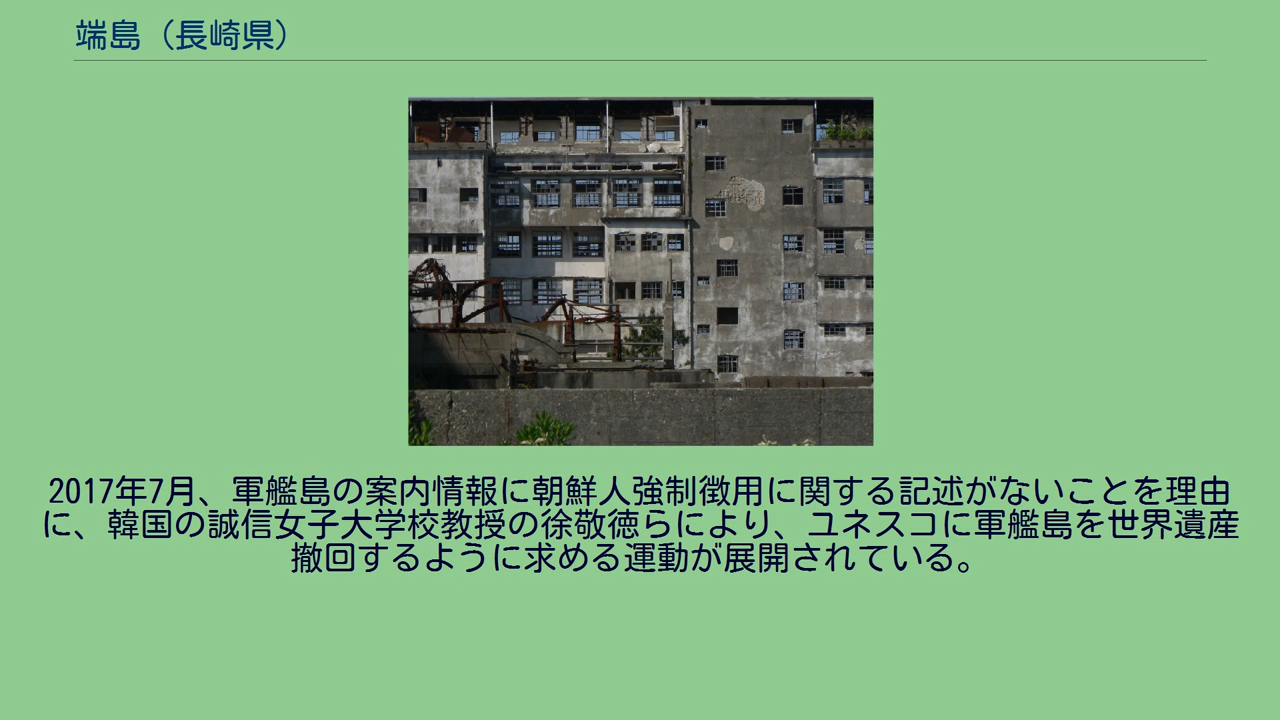 端島（長崎県）
2017年7月、軍艦島の案内情報に朝鮮人強制徴用に関する記述がないことを理由
に、韓国の誠信女子大学校教授の徐敬徳らにより、ユネスコに軍艦島を世界遺産
撤回するように求める運動が展開されている。